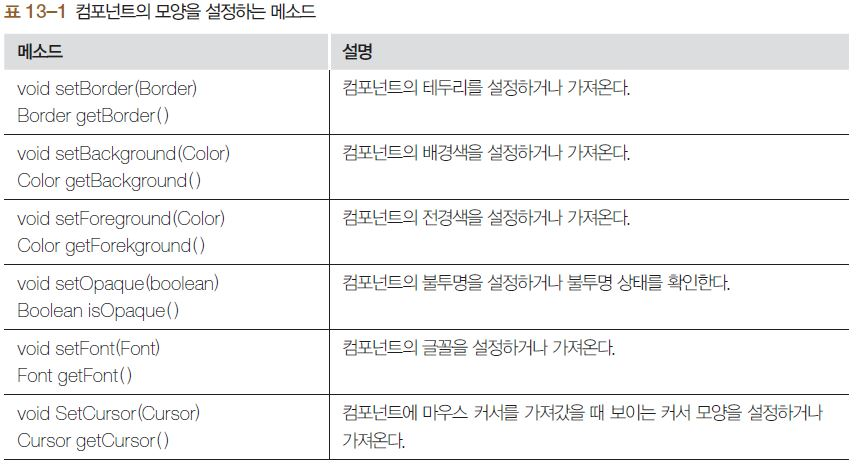 표 13-1 컴포넌트의 모양을 설정하는 메소드
메소드 설명
void setBorder(Border) 컴포넌트의 테두리를 설정하거나 가져온다.
Border getBorder()
void setBackground(Color) 컴포넌트의 배경색을 설정하거나 가져온다.
Color getBackground()
void setForeground(Color) 컴포넌트의 전경색을 설정하거나 가져온다.
Color getForekground()
void setOpaque(boolean) 컴포넌트의 불투명을 설정하거나 불투명 상태를 확인한다.
Boolean isOpaque()
void setFont(Font) 컴포넌트의 글꼴을 설정하거나 가져온다.
Font getFont()
void SetCursor(Cursor) 컴포넌트에 마우스 커서를 가져갔을 때 보이는 커서 모양을 설정하거나
Cursor getCursor() 가져온다.